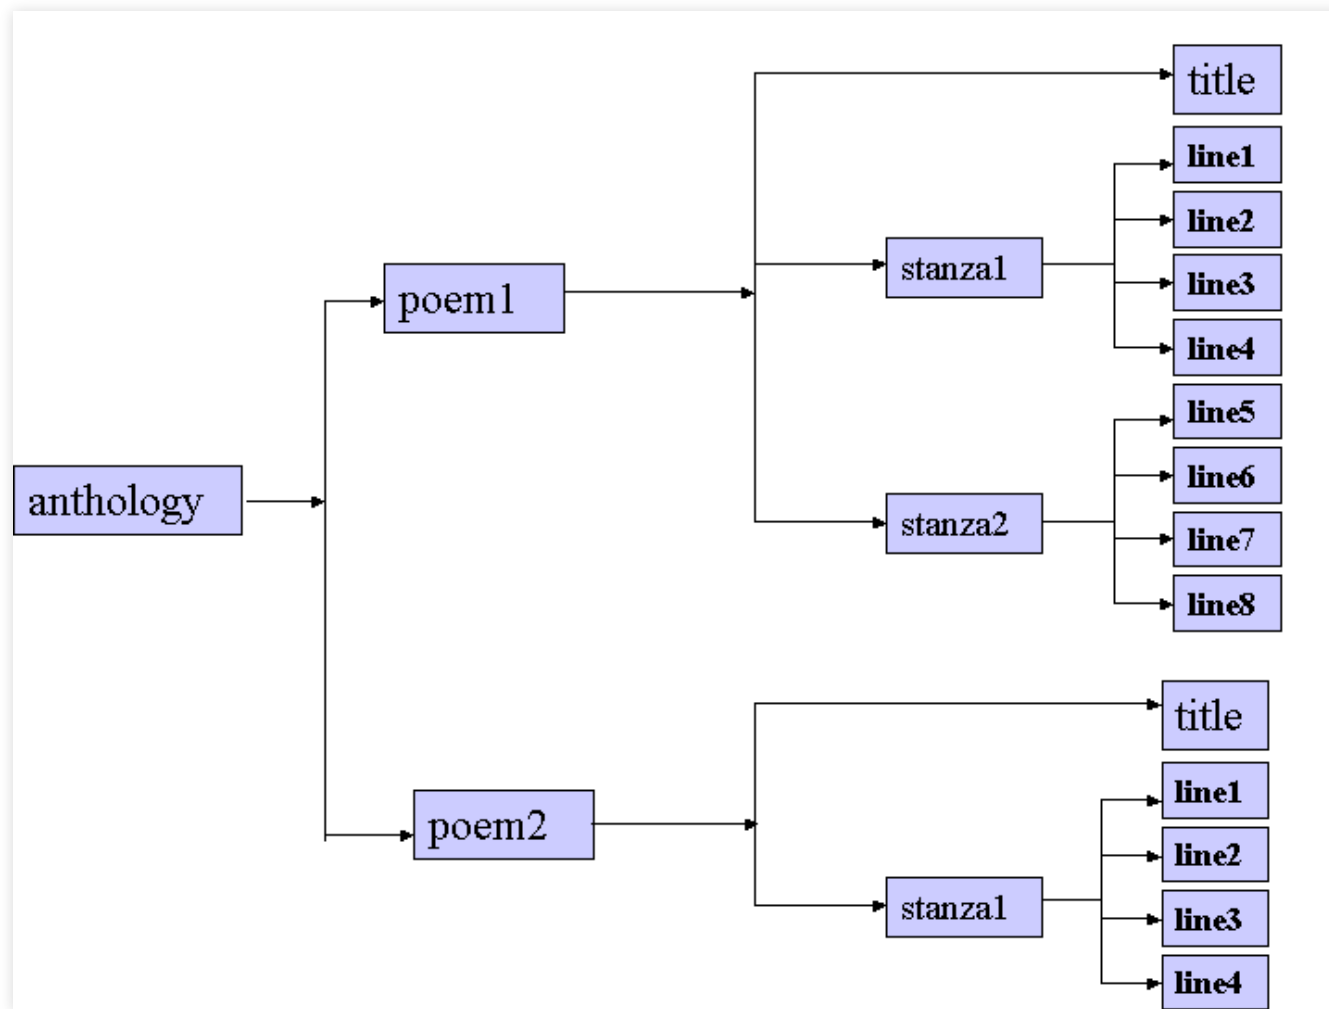 title
line1
line2
stanza1
line3
poem1
line4
line5
line6
anthology
stanza2
line7
line8
title
line1
poem2
line2
stanza1
line3
line4